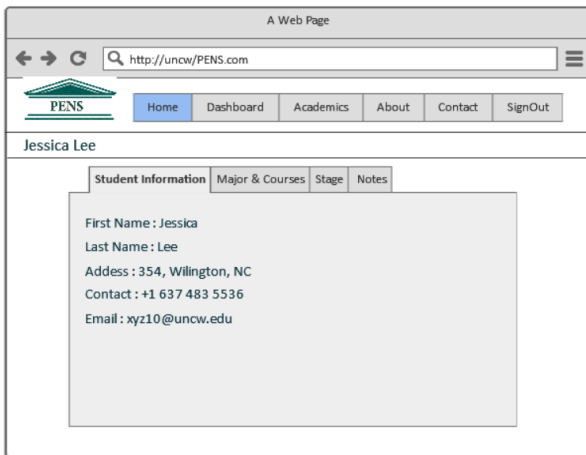 A Web Page
http://uncw/PENS.com
PENS
Home Dashboard Academics About Contact SignOut
Jessica Lee
Student Information Major & Courses Stage Notes
First Name : Jessica
Last Name : Lee
Addess : 354, Wilington, NC
Contact : +1 637 483 5536
Email : xyz10@uncw.edu